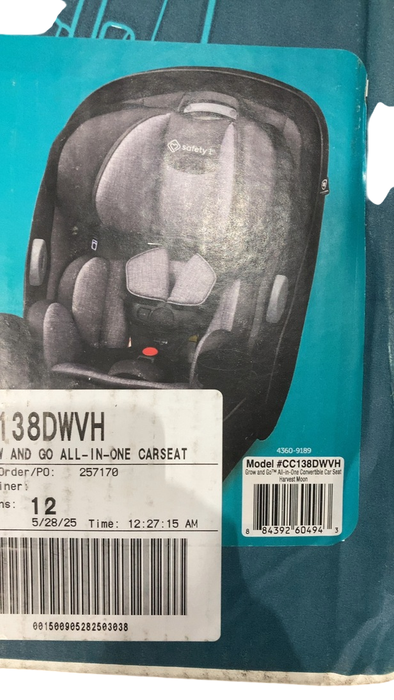 safety 1st
138DWVH
AND GO ALL-IN-ONE CARSEAT
Order/PO: 257170
iner:
ns: 12
5/28/25 Time: 12:27:15 AM
001500905282503038
4360-9189
Model #CC138DWVH
Grow and Go™ All-in-One Convertible Car Seat
Harvest Moon
8 84392 60494 3